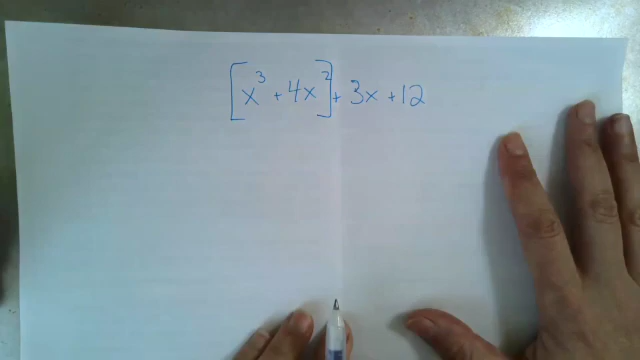 [x³ + 4x²] + 3x + 12